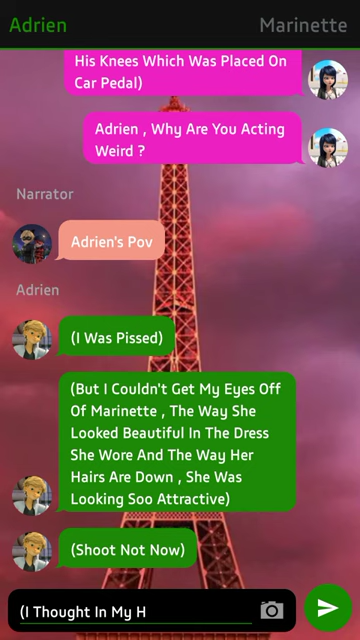 Adrien
Marinette
His Knees Which Was Placed On
Car Pedal)
Adrien , Why Are You Acting
Weird ?
Narrator
Adrien's Pov
Adrien
(I Was Pissed)
(But I Couldn't Get My Eyes Off
Of Marinette , The Way She
Looked Beautiful In The Dress
She Wore And The Way Her
Hairs Are Down , She Was
Looking Soo Attractive)
(Shoot Not Now)
(I Thought In My H